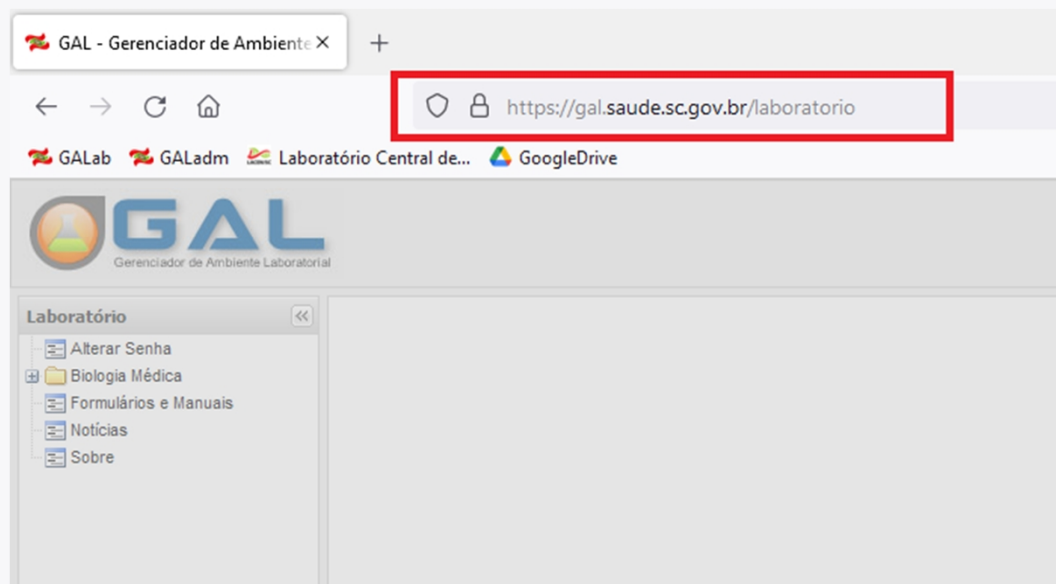 GAL - Gerenciador de Ambiente
https://gal.saude.sc.gov.br/laboratorio
GALab GALadm Laboratório Central de... GoogleDrive
GAL
Gerenciador de Ambiente Laboratorial
Laboratório
Alterar Senha
Biologia Médica
Formulários e Manuais
Notícias
Sobre